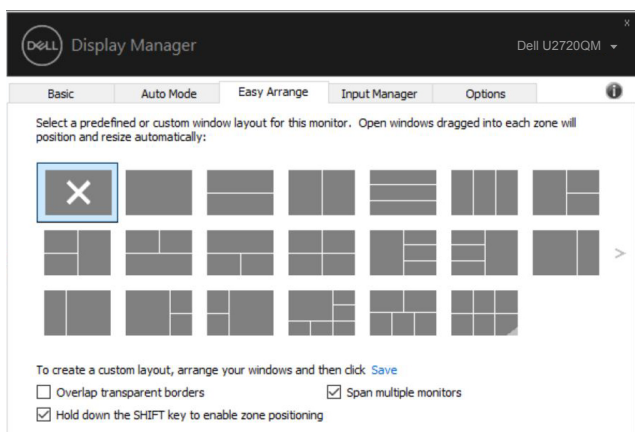 x
DELL Display Manager
Dell U2720QM
Basic Auto Mode Easy Arrange Input Manager Options
Select a predefined or custom window layout for this monitor. Open windows dragged into each zone will
position and resize automatically:
To create a custom layout, arrange your windows and then click Save
Overlap transparent borders
Span multiple monitors
Hold down the SHIFT key to enable zone positioning